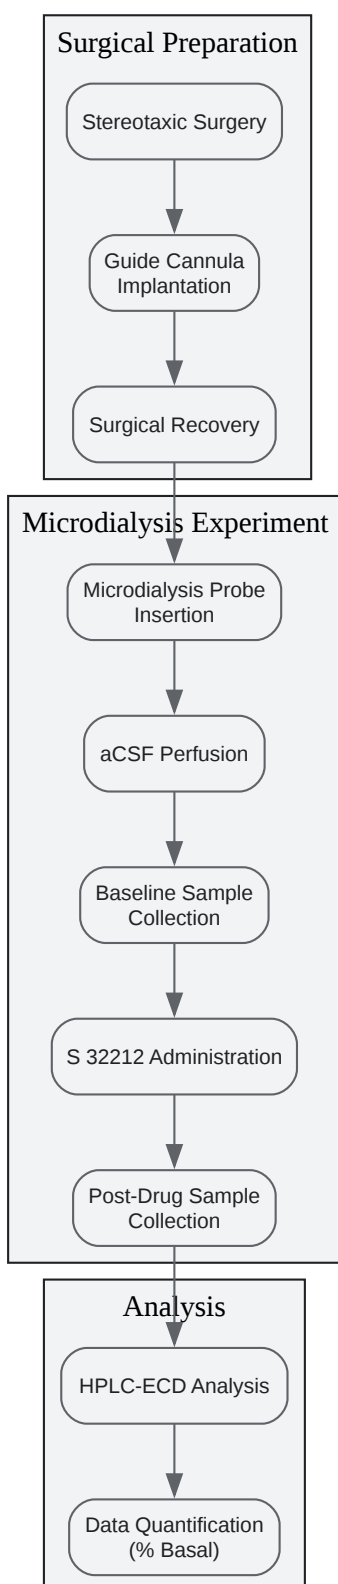 Surgical Preparation
Stereotaxic Surgery
Guide Cannula
Implantation
Surgical Recovery
Microdialysis Experiment
Microdialysis Probe
Insertion
aCSF Perfusion
Baseline Sample
Collection
S 32212 Administration
Post-Drug Sample
Collection
Analysis
HPLC-ECD Analysis
Data Quantification
(% Basal)